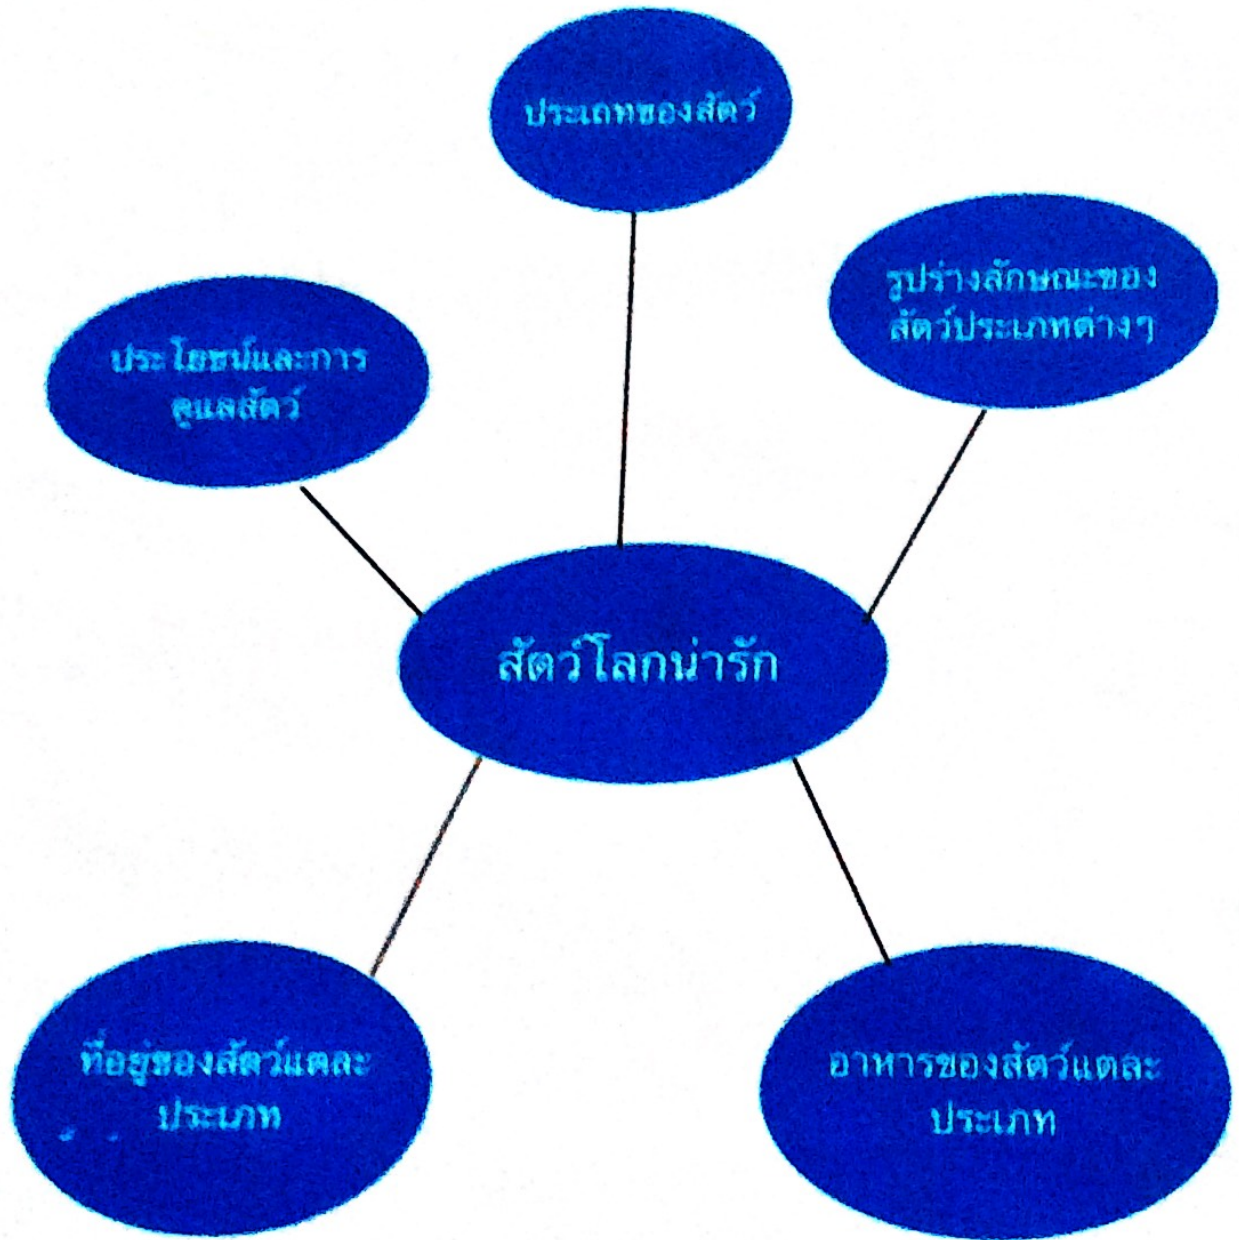 ประเภทของสัตว์
รูปร่างลักษณะของ
สัตว์ประเภทต่างๆ
ประโยชน์และการ
ดูแลสัตว์
สัตว์โลกน่ารัก
ที่อยู่ของสัตว์แตละ
ประเภท
อาหารของสัตว์แตละ
ประเภท